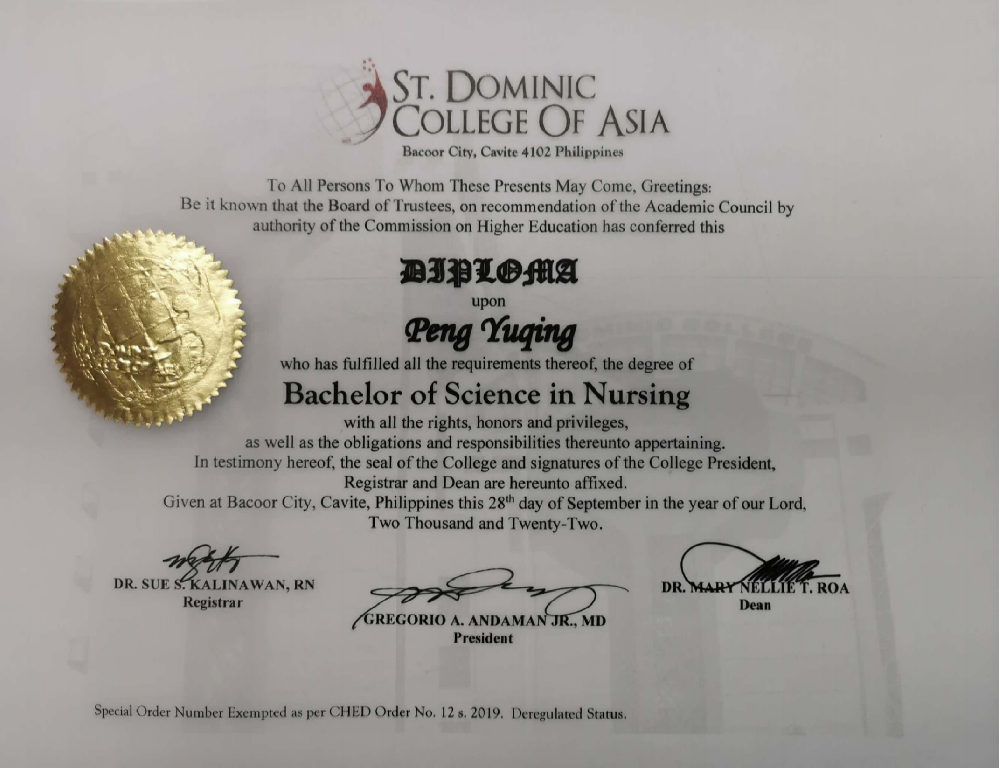 ST. DOMINIC
COLLEGE OF ASIA
Bacoor City, Cavite 4102 Philippines
To All Persons To Whom These Presents May Come, Greetings:
Be it known that the Board of Trustees, on recommendation of the Academic Council by
authority of the Commission on Higher Education has conferred this
DIPLOMA
upon
Peng Yuqing
who has fulfilled all the requirements thereof, the degree of
Bachelor of Science in Nursing
with all the rights, honors and privileges,
as well as the obligations and responsibilities thereunto appertaining.
In testimony hereof, the seal of the College and signatures of the College President,
Registrar and Dean are hereunto affixed.
Given at Bacoor City, Cavite, Philippines this 28th day of September in the year of our Lord,
Two Thousand and Twenty-Two.
DR. SUE S. KALINAWAN, RN
Registrar
DR. MARY NELLIE T. ROA
Dean
GREGORIO A. ANDAMAN JR., MD
President
Special Order Number Exempted as per CHED Order No. 12 s. 2019. Deregulated Status.